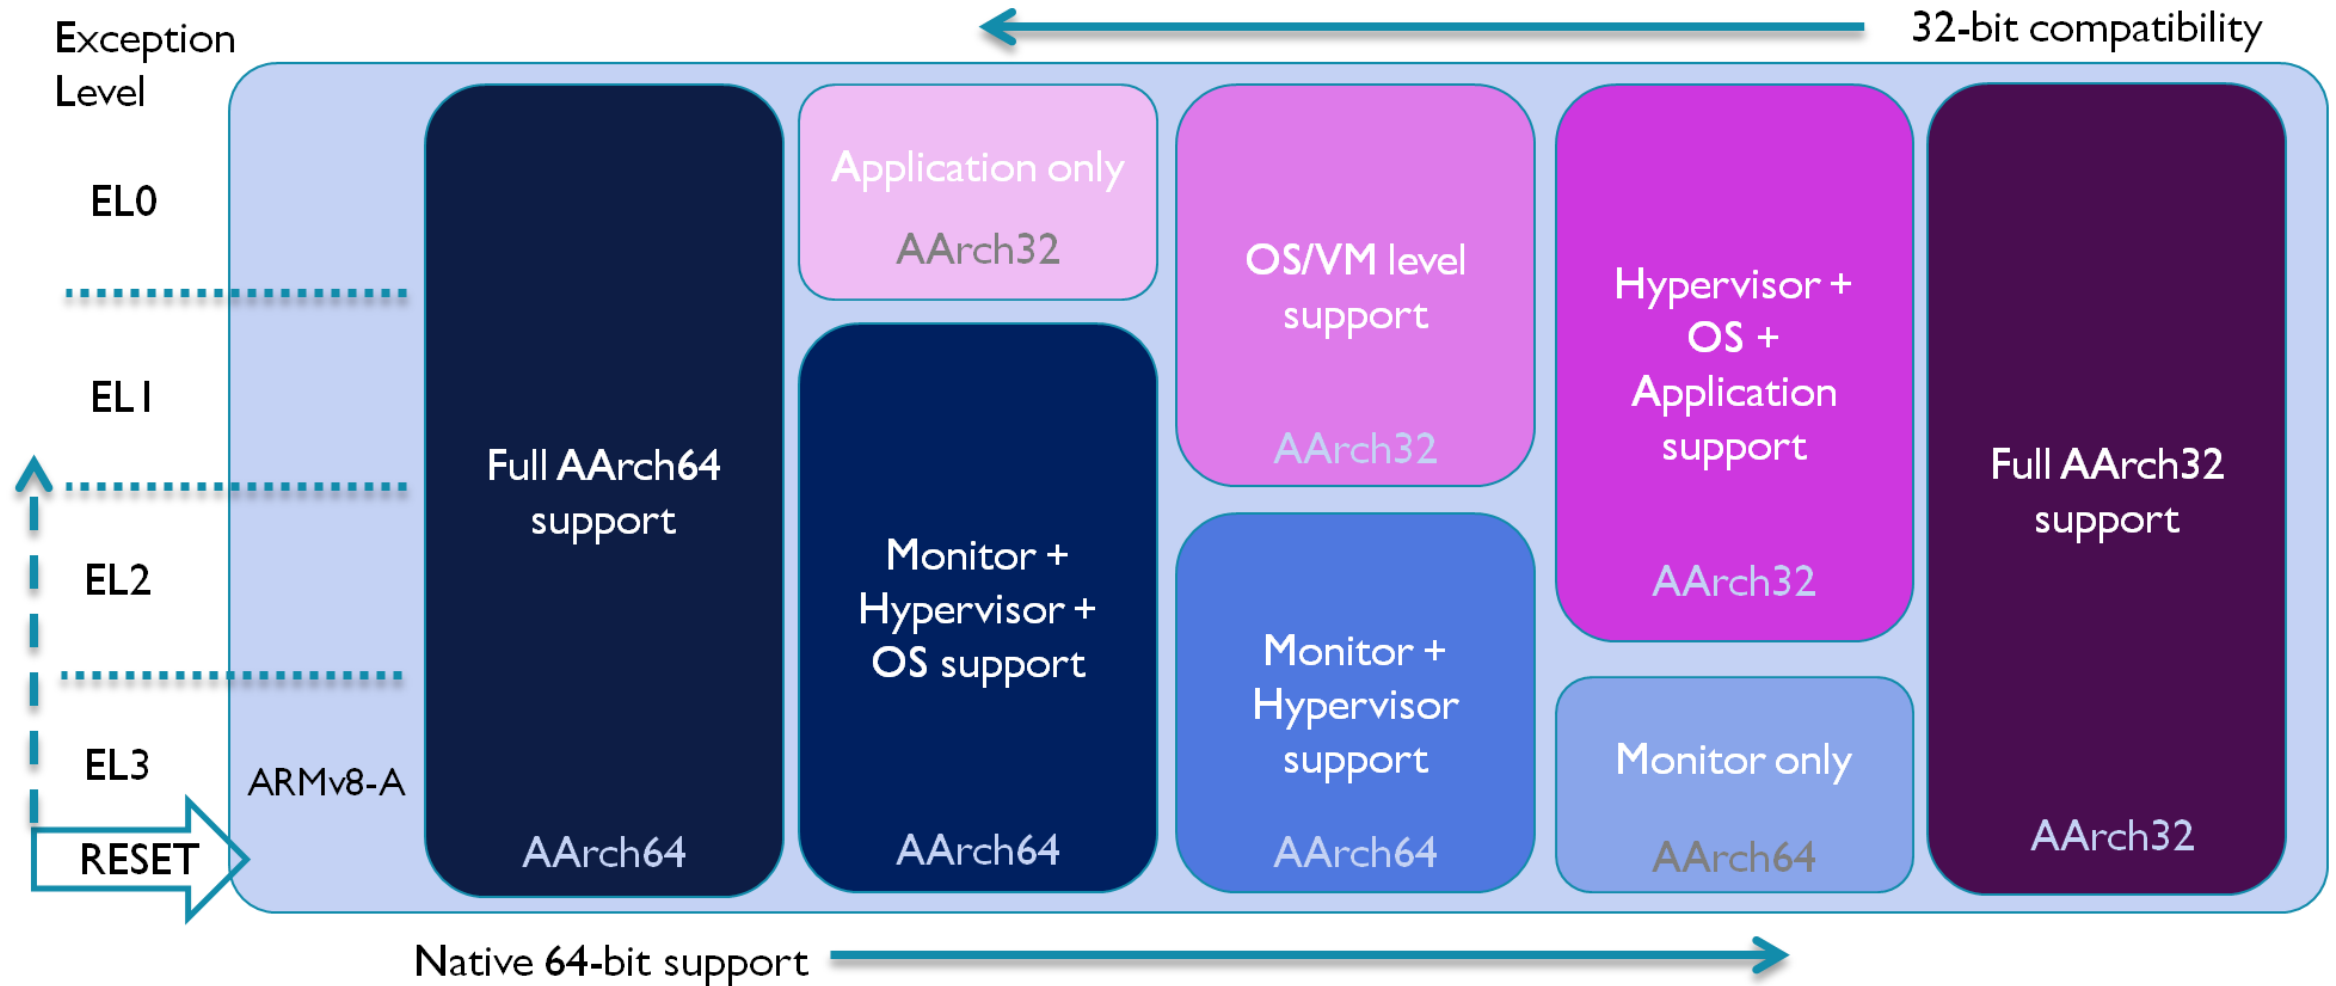 Exception
Level
32-bit compatibility
EL0
EL1
EL2
EL3
RESET
ARMv8-A
Full AArch64
support
AArch64
Application only
AArch32
Monitor +
Hypervisor +
OS support
AArch64
OS/VM level
support
AArch32
Monitor +
Hypervisor
support
AArch64
Hypervisor +
OS +
Application
support
AArch32
Monitor only
AArch64
Full AArch32
support
AArch32
Native 64-bit support